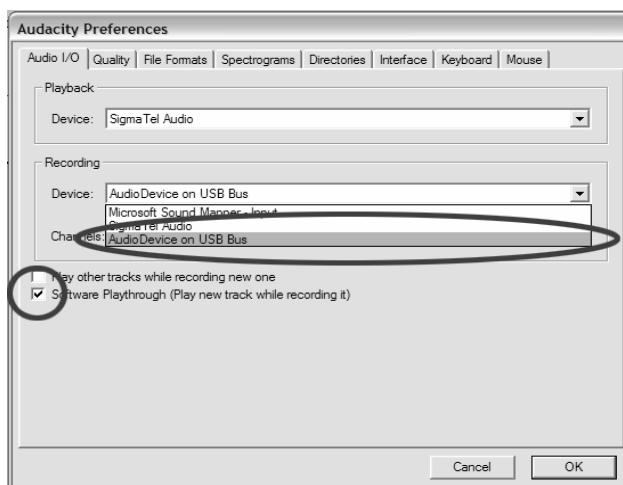 Audacity Preferences
Audio I/O Quality File Formats Spectrograms Directories Interface Keyboard Mouse
Playback
Device: SigmaTel Audio
Recording
Device: AudioDevice on USB Bus
Microsoft Sound Mapper - Input
SigmaTel Audio
Channels: AudioDevice on USB Bus
Play other tracks while recording new one
Software Playthrough (Play new track while recording it)
Cancel OK